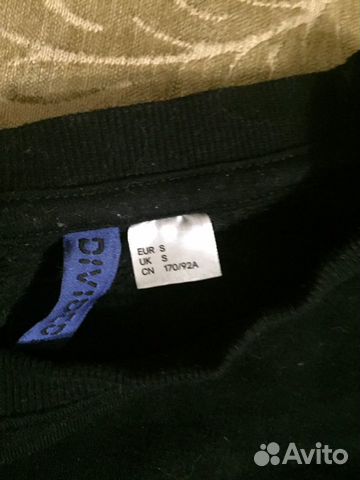 DIVIDED
EUR S
UK S
CN 170/92A
Avito